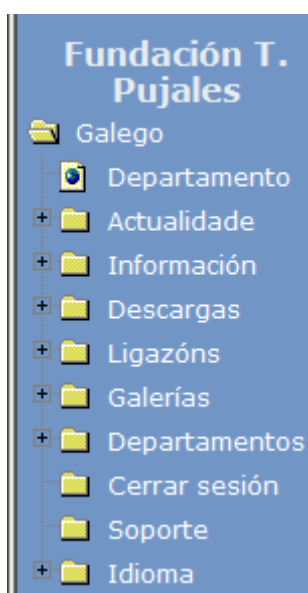 Fundación T.
Pujales
Galego
Departamento
Actualidade
Información
Descargas
Ligazóns
Galerías
Departamentos
Cerrar sesión
Soporte
Idioma